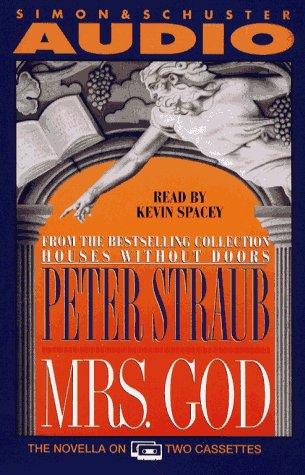 SIMON & SCHUSTER
AUDIO
READ BY
KEVIN SPACEY
FROM THE BESTSELLING COLLECTION
HOUSES WITHOUT DOORS
PETER STRAUB
MRS. GOD
THE NOVELLA ON TWO CASSETTES